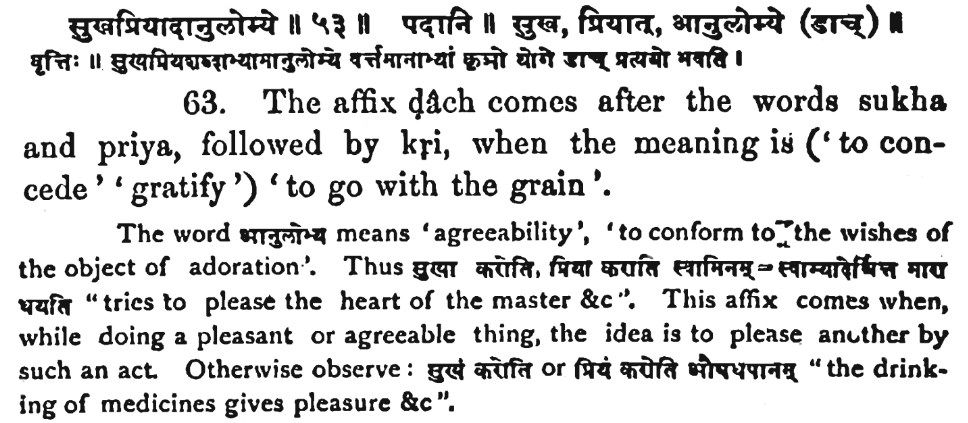 सुखप्रियादानुलोम्ये ॥ ५३ ॥ पदानि ॥ सुख, प्रियात्, आनुलोम्ये (डाच्) ॥
वृत्तिः ॥ सुखप्रियशब्दाभ्यामानुलोम्ये वर्त्तमानाभ्यां कृञो योगे डाच् प्रत्ययो भवति ।
63. The affix ḍâch comes after the words sukha
and priya, followed by kṛi, when the meaning is (‘to con-
cede’ ‘gratify’) ‘to go with the grain’.
The word आनुलोम्य means ‘agreeability’, ‘to conform to the wishes of
the object of adoration’. Thus सुखा करोति, प्रिया कराति स्वामिनम् = स्वाम्यादेश्चित्त मारा
धयति “tries to please the heart of the master &c”. This affix comes when,
while doing a pleasant or agreeable thing, the idea is to please another by
such an act. Otherwise observe : सुखं करोति or प्रियं करोति औषधपानम् “the drink-
ing of medicines gives pleasure &c”.